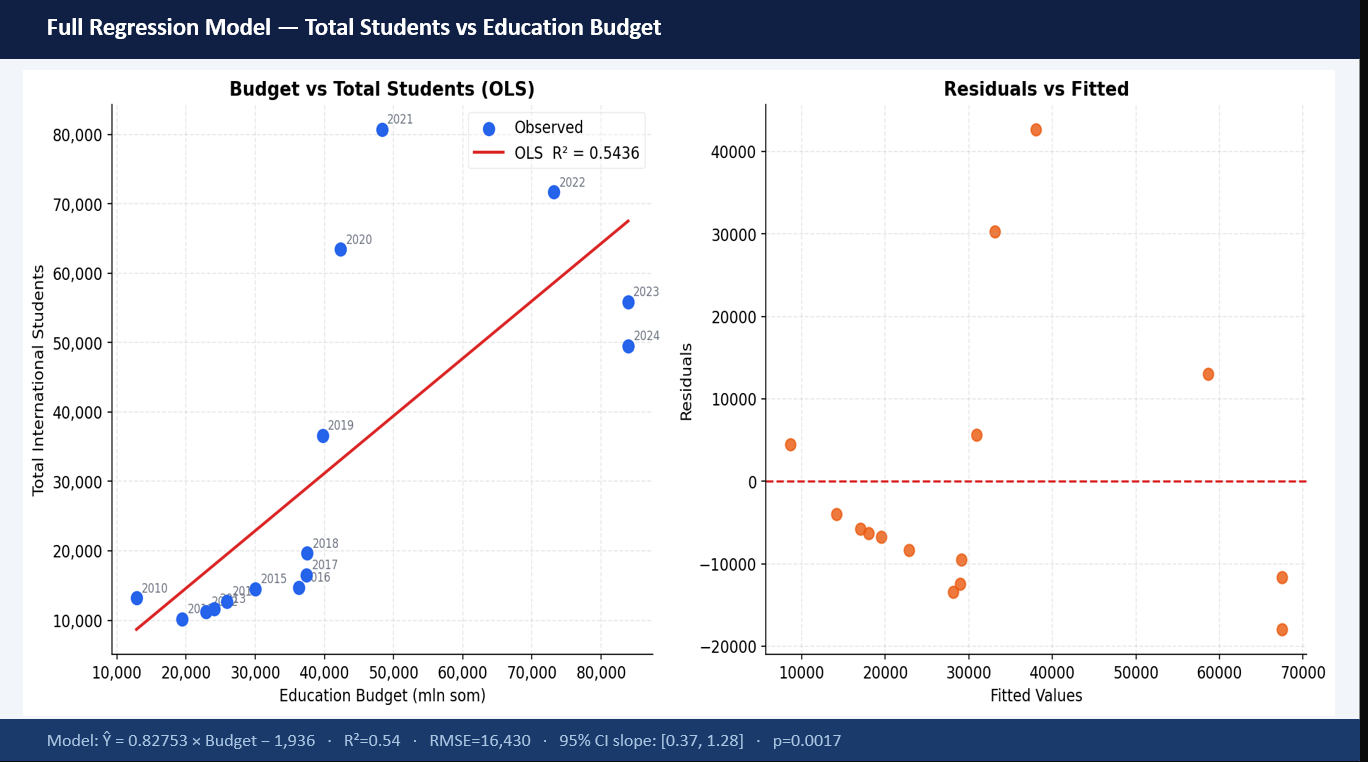 Full Regression Model — Total Students vs Education Budget
Budget vs Total Students (OLS)
Observed
OLS R² = 0.5436
80,000
70,000
60,000
50,000
40,000
30,000
20,000
10,000
Total International Students
2021
2022
2020
2023
2024
2019
2018
2017
2015
2010
10,000 20,000 30,000 40,000 50,000 60,000 70,000 80,000
Education Budget (mln som)
Residuals vs Fitted
40000
30000
20000
10000
0
−10000
−20000
Residuals
10000 20000 30000 40000 50000 60000 70000
Fitted Values
Model: Ŷ = 0.82753 × Budget − 1,936 · R²=0.54 · RMSE=16,430 · 95% CI slope: [0.37, 1.28] · p=0.0017